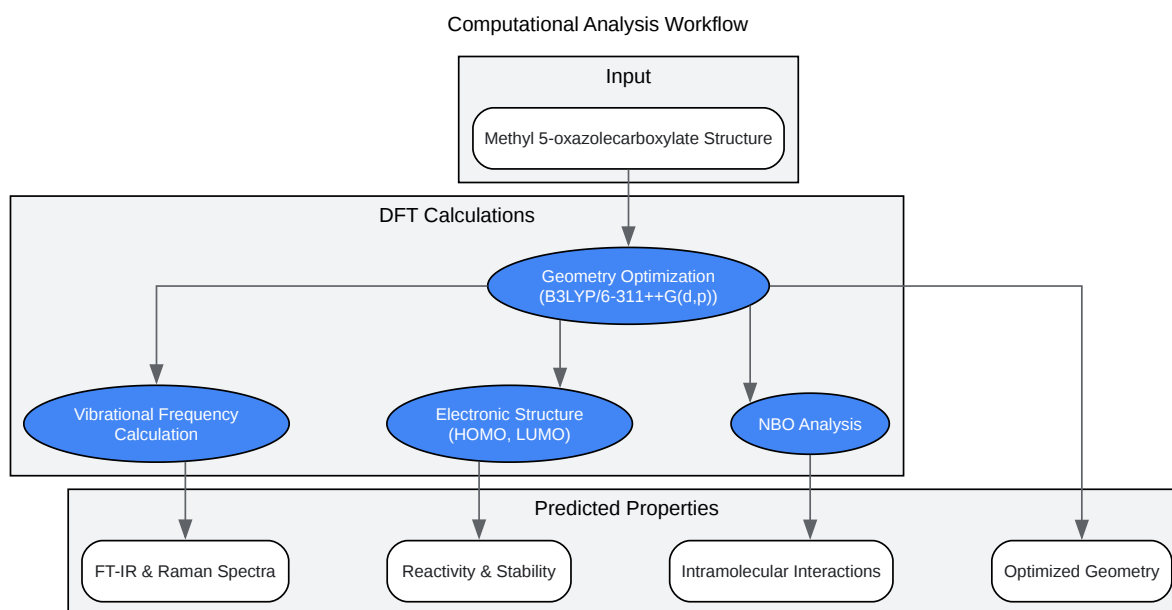 Computational Analysis Workflow
Input
Methyl 5-oxazolecarboxylate Structure
DFT Calculations
Geometry Optimization
(B3LYP/6-311++G(d,p))
Vibrational Frequency
Calculation
Electronic Structure
(HOMO, LUMO)
NBO Analysis
Predicted Properties
FT-IR & Raman Spectra
Reactivity & Stability
Intramolecular Interactions
Optimized Geometry